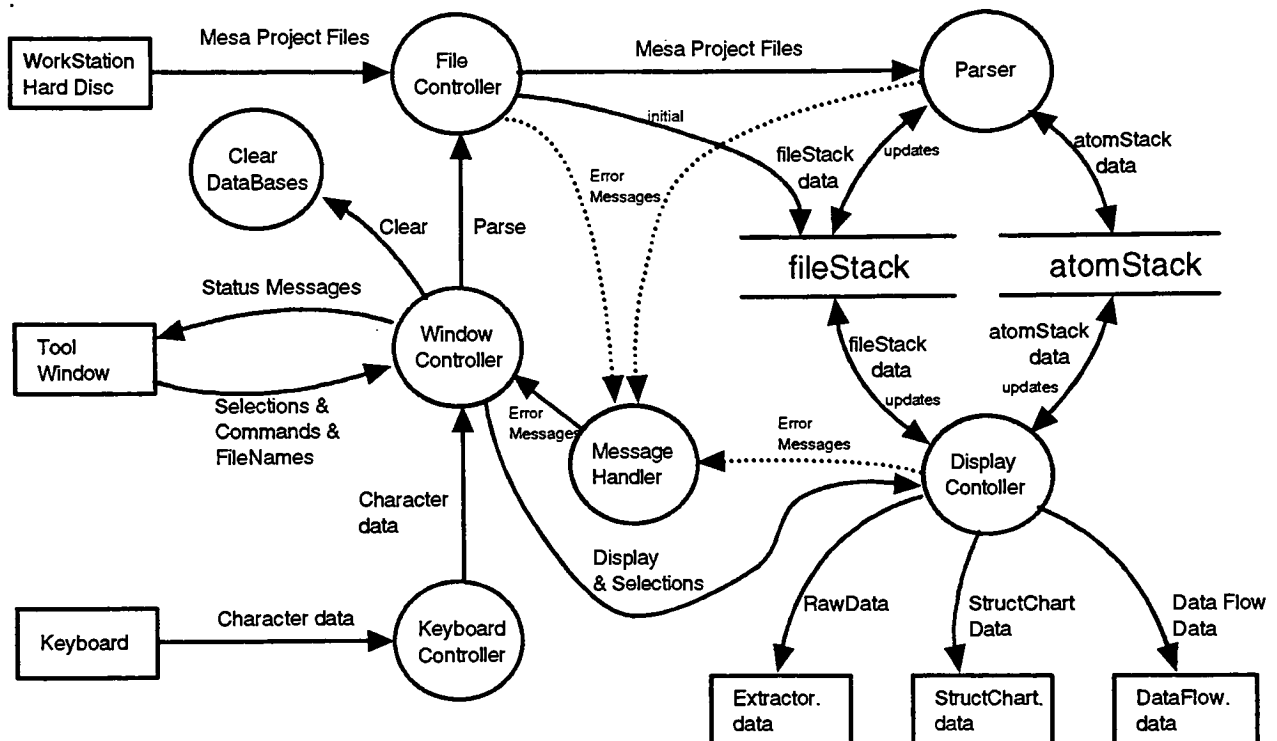 Mesa Project Files
WorkStation
Hard Disc
File
Controller
Mesa Project Files
Parser
initial
Clear
DataBases
Error
Messages
fileStack
data
updates
atomStack
data
Clear
Parse
fileStack
atomStack
Status Messages
Tool
Window
Window
Controller
fileStack
data
updates
atomStack
data
updates
Selections &
Commands &
FileNames
Error
Messages
Message
Handler
Error
Messages
Display
Contoller
Character
data
Display
& Selections
RawData
StructChart
Data
Data Flow
Data
Keyboard
Character data
Keyboard
Controller
Extractor.
data
StructChart.
data
DataFlow.
data